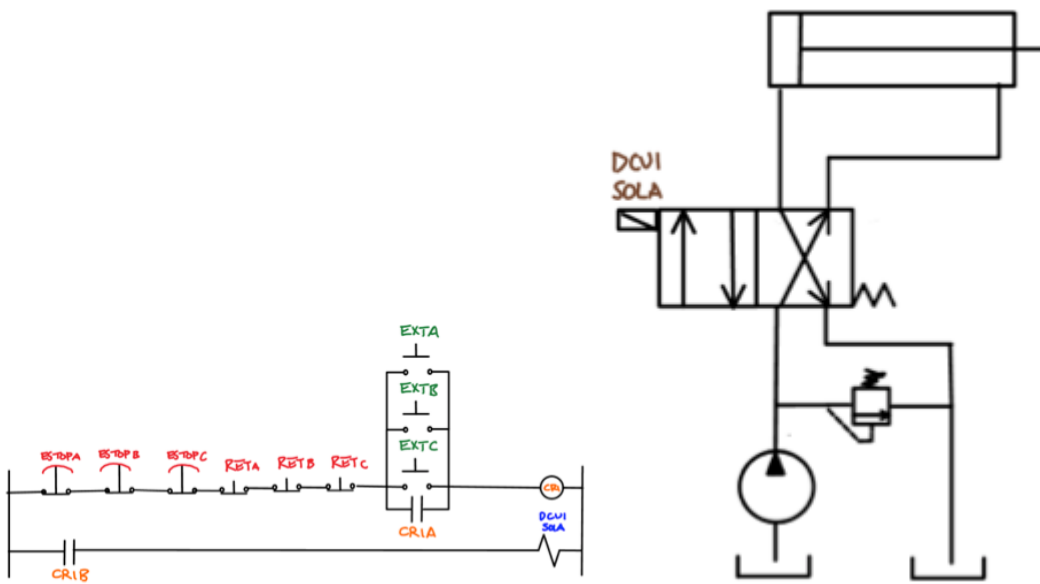 DCV1
SOLA
EXTA
EXTB
EXTC
ESTOPA
ESTOPB
ESTOPC
RETA
RETB
RETC
CR1
CR1A
DCV1
SOLA
CR1B